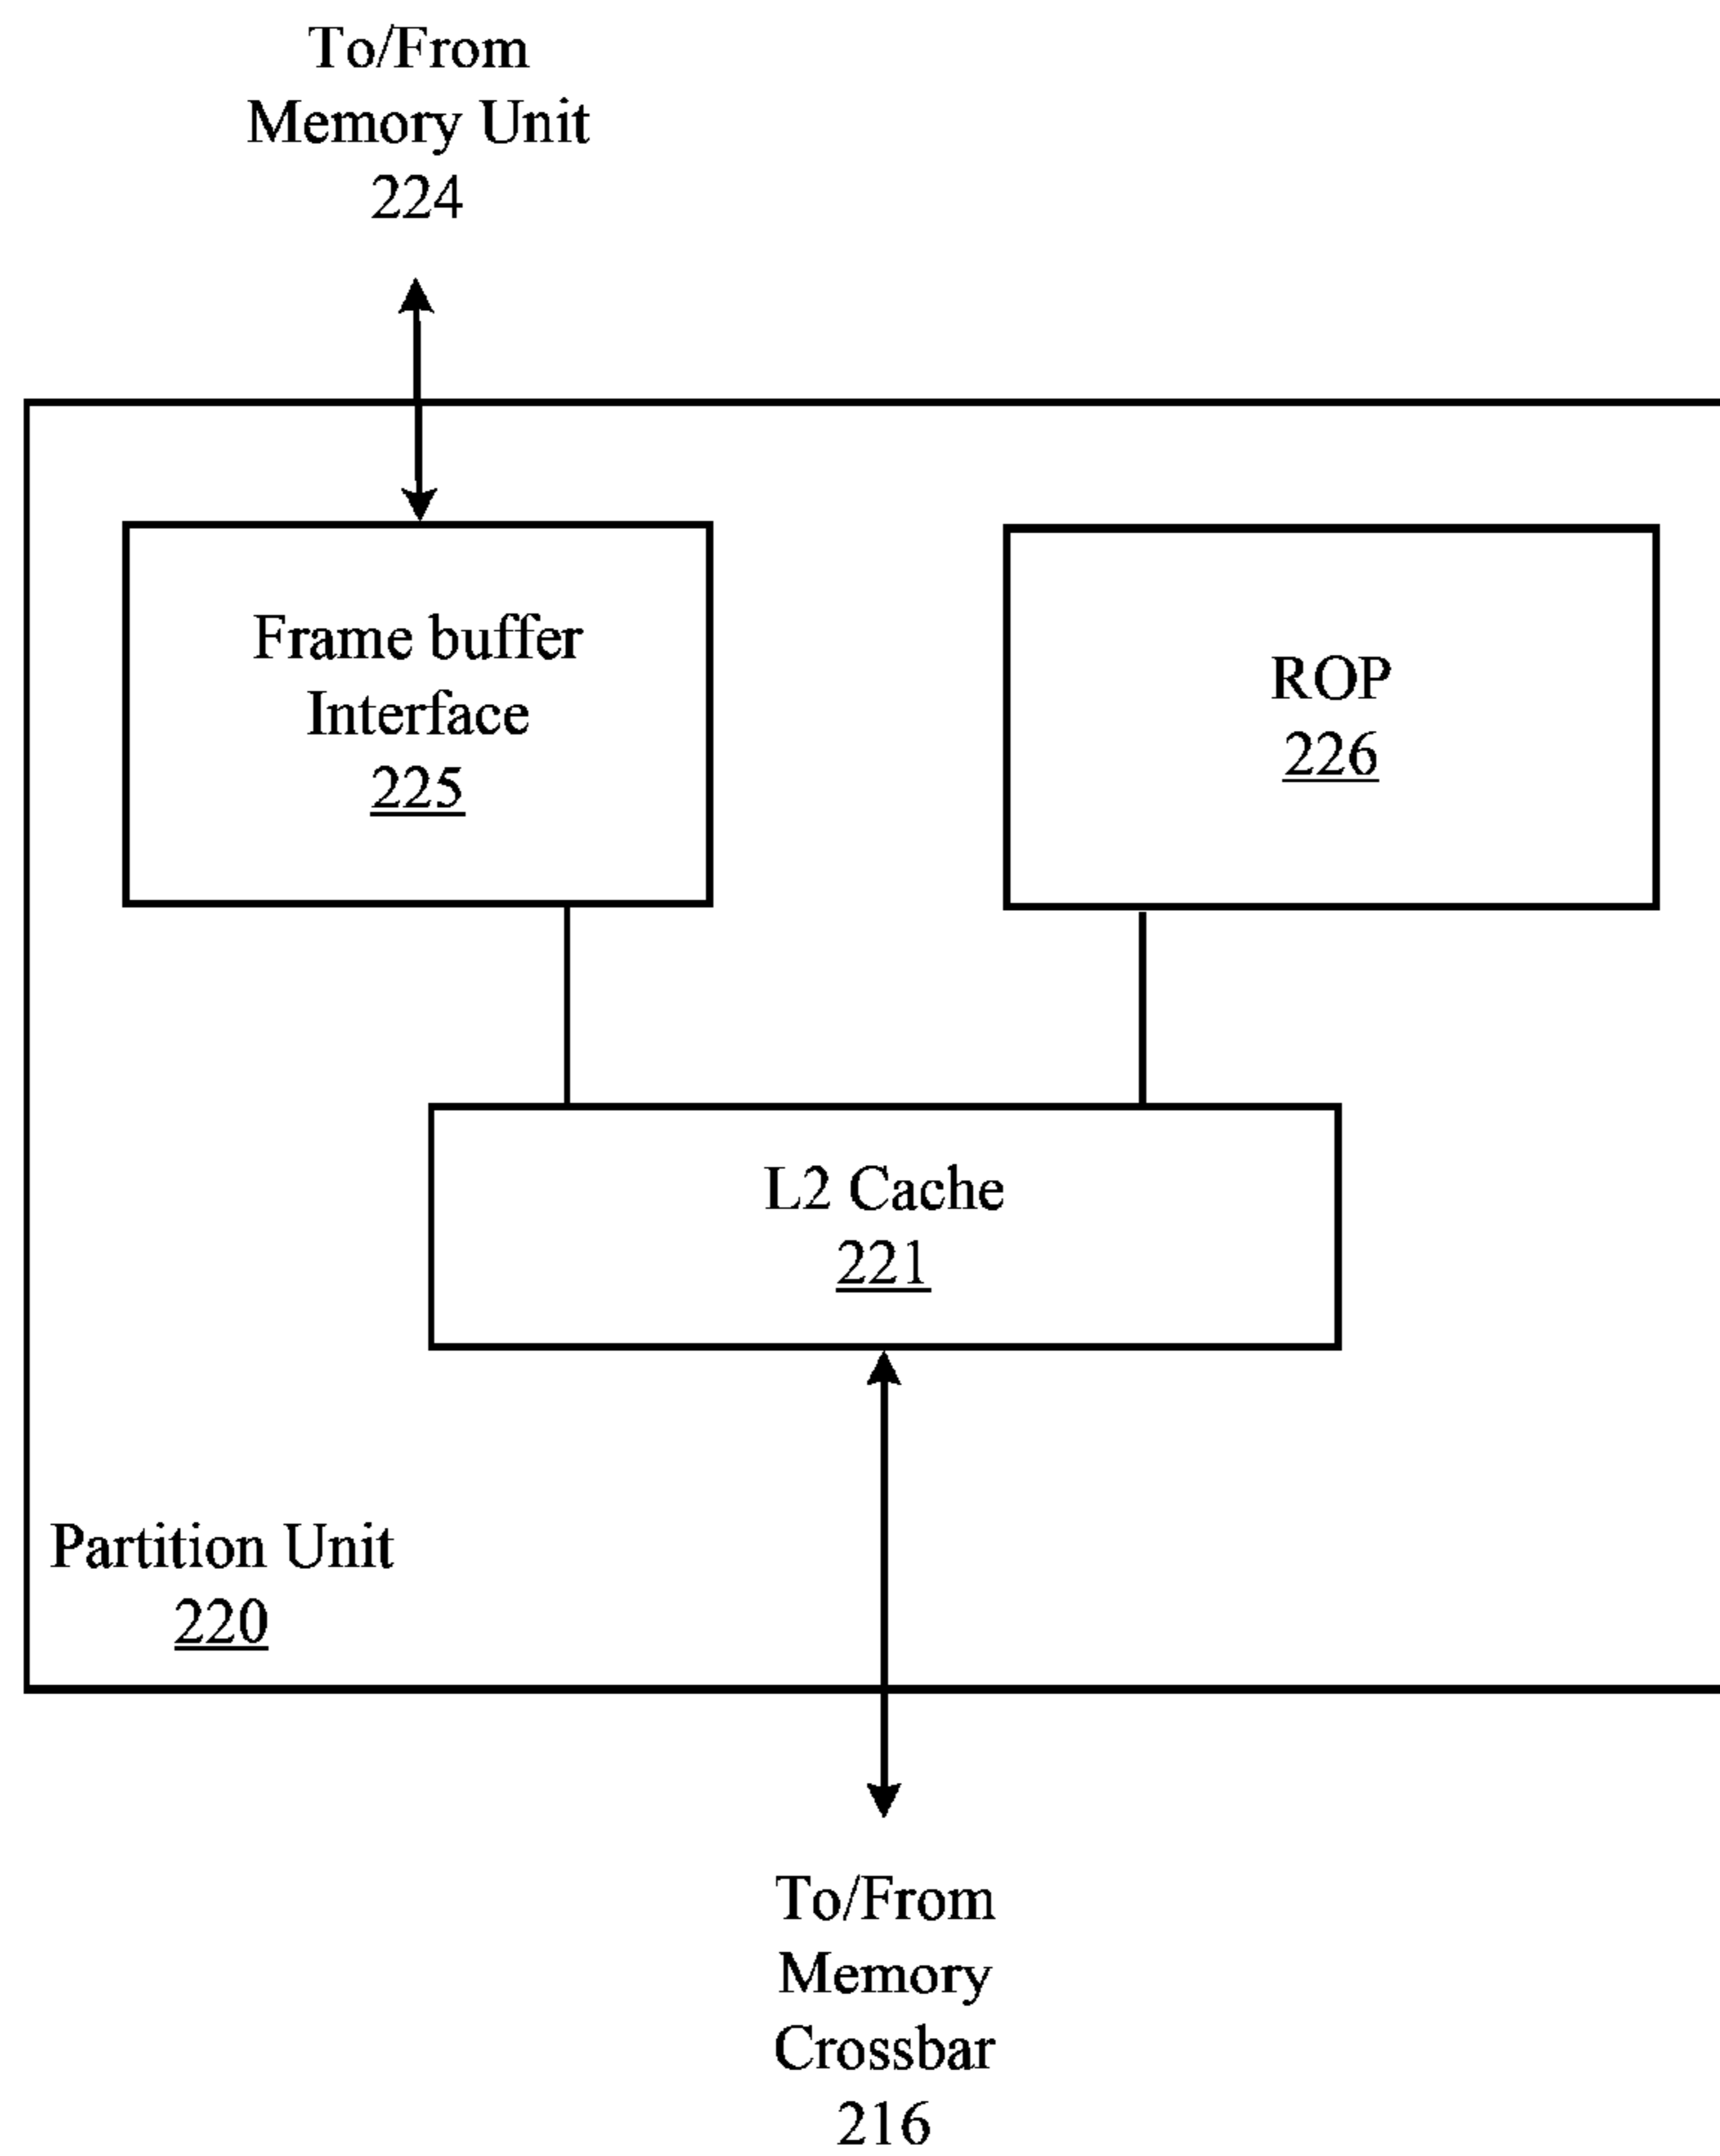 To/From
Memory Unit
224
Frame buffer
Interface
225
ROP
226
L2 Cache
221
Partition Unit
220
To/From
Memory
Crossbar
216